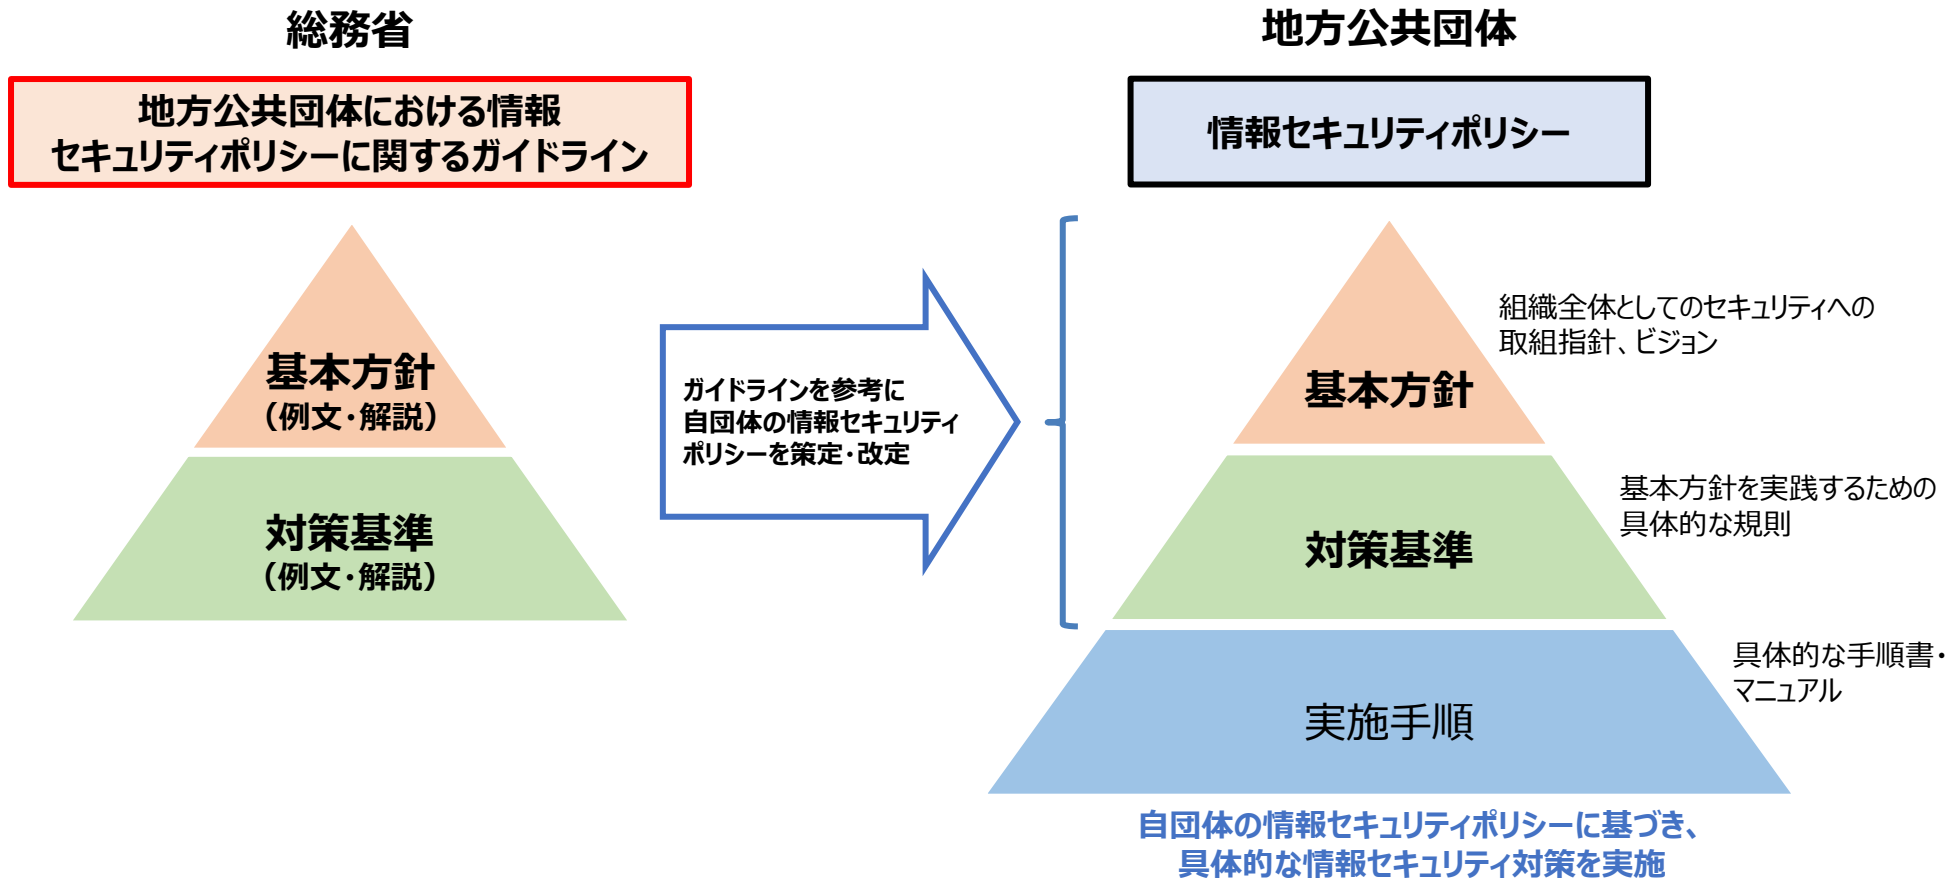 総務省
地方公共団体における情報
セキュリティポリシーに関するガイドライン
基本方針
（例文・解説）
対策基準
（例文・解説）
ガイドラインを参考に
自団体の情報セキュリティ
ポリシーを策定・改定
地方公共団体
情報セキュリティポリシー
基本方針
組織全体としてのセキュリティへの
取組指針、ビジョン
対策基準
基本方針を実践するための
具体的な規則
実施手順
具体的な手順書・
マニュアル
自団体の情報セキュリティポリシーに基づき、
具体的な情報セキュリティ対策を実施